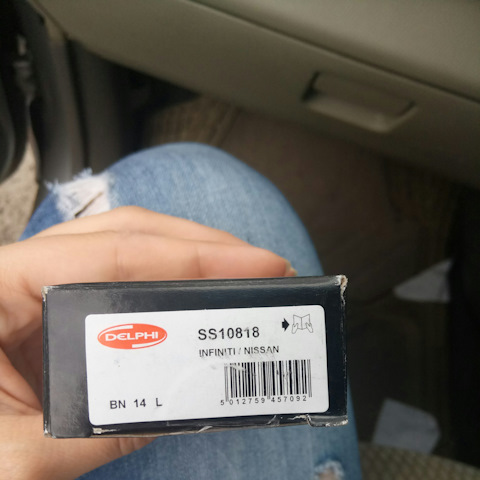 DELPHI
SS10818
INFINITI / NISSAN
BN 14 L
5 012759 457092